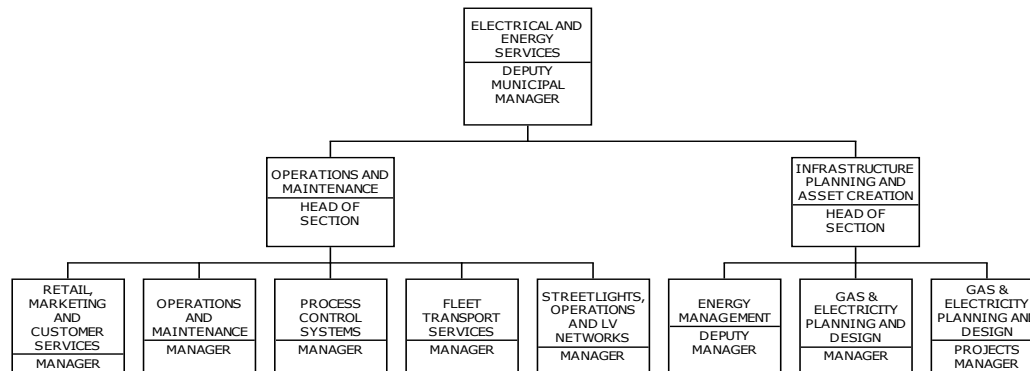 ELECTRICAL AND
ENERGY
SERVICES
DEPUTY
MUNICIPAL
MANAGER
OPERATIONS AND
MAINTENANCE
HEAD OF
SECTION
INFRASTRUCTURE
PLANNING AND
ASSET CREATION
HEAD OF
SECTION
RETAIL,
MARKETING
AND
CUSTOMER
SERVICES
MANAGER
OPERATIONS
AND
MAINTENANCE
MANAGER
PROCESS
CONTROL
SYSTEMS
MANAGER
FLEET
TRANSPORT
SERVICES
MANAGER
STREETLIGHTS,
OPERATIONS
AND LV
NETWORKS
MANAGER
ENERGY
MANAGEMENT
DEPUTY
MANAGER
GAS &
ELECTRICITY
PLANNING AND
DESIGN
MANAGER
GAS &
ELECTRICITY
PLANNING AND
DESIGN
PROJECTS
MANAGER